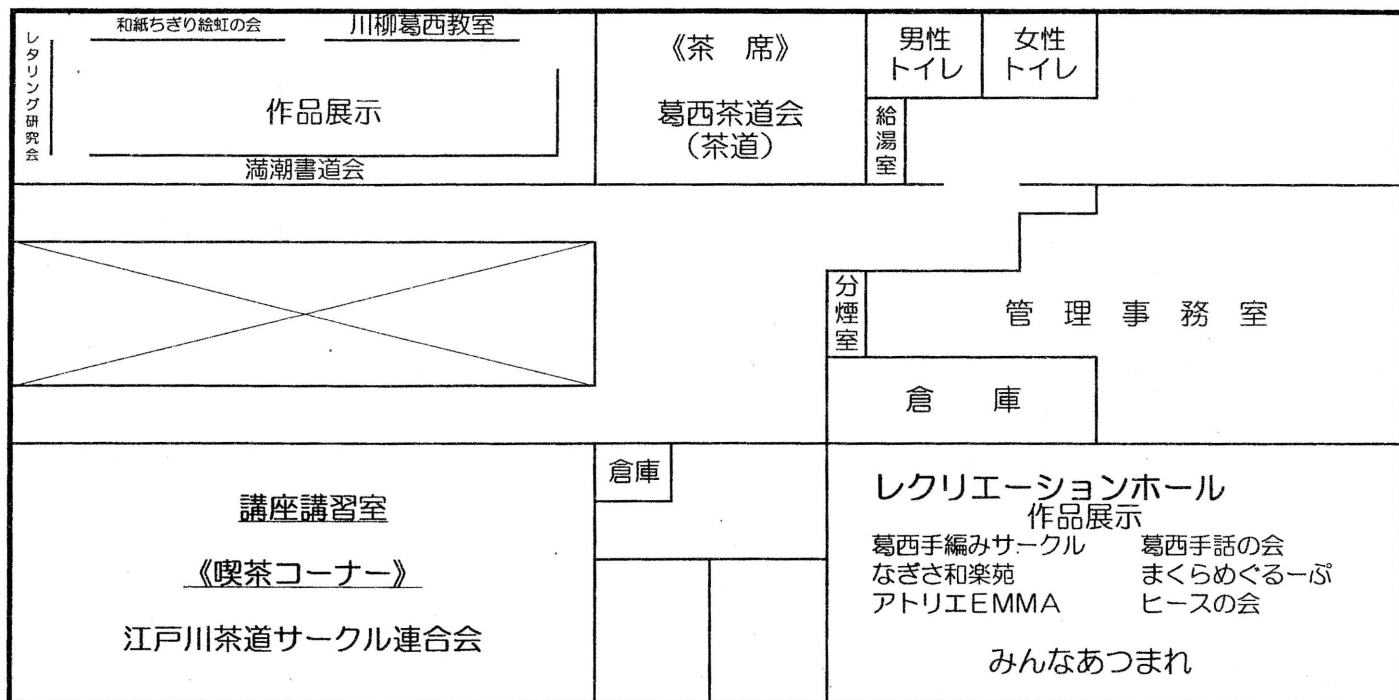 レタリング研究会
和紙ちぎり絵虹の会
川柳葛西教室
作品展示
満潮書道会
《茶　席》
葛西茶道会
(茶道)
男性
トイレ
女性
トイレ
給湯室
分煙室
管　理　事　務　室
倉　庫
講座講習室
《喫茶コーナー》
江戸川茶道サークル連合会
倉庫
レクリエーションホール
作品展示
葛西手編みサークル　葛西手話の会
なぎさ和楽苑　まくらめぐるーぷ
アトリエEMMA　ヒースの会
みんなあつまれ